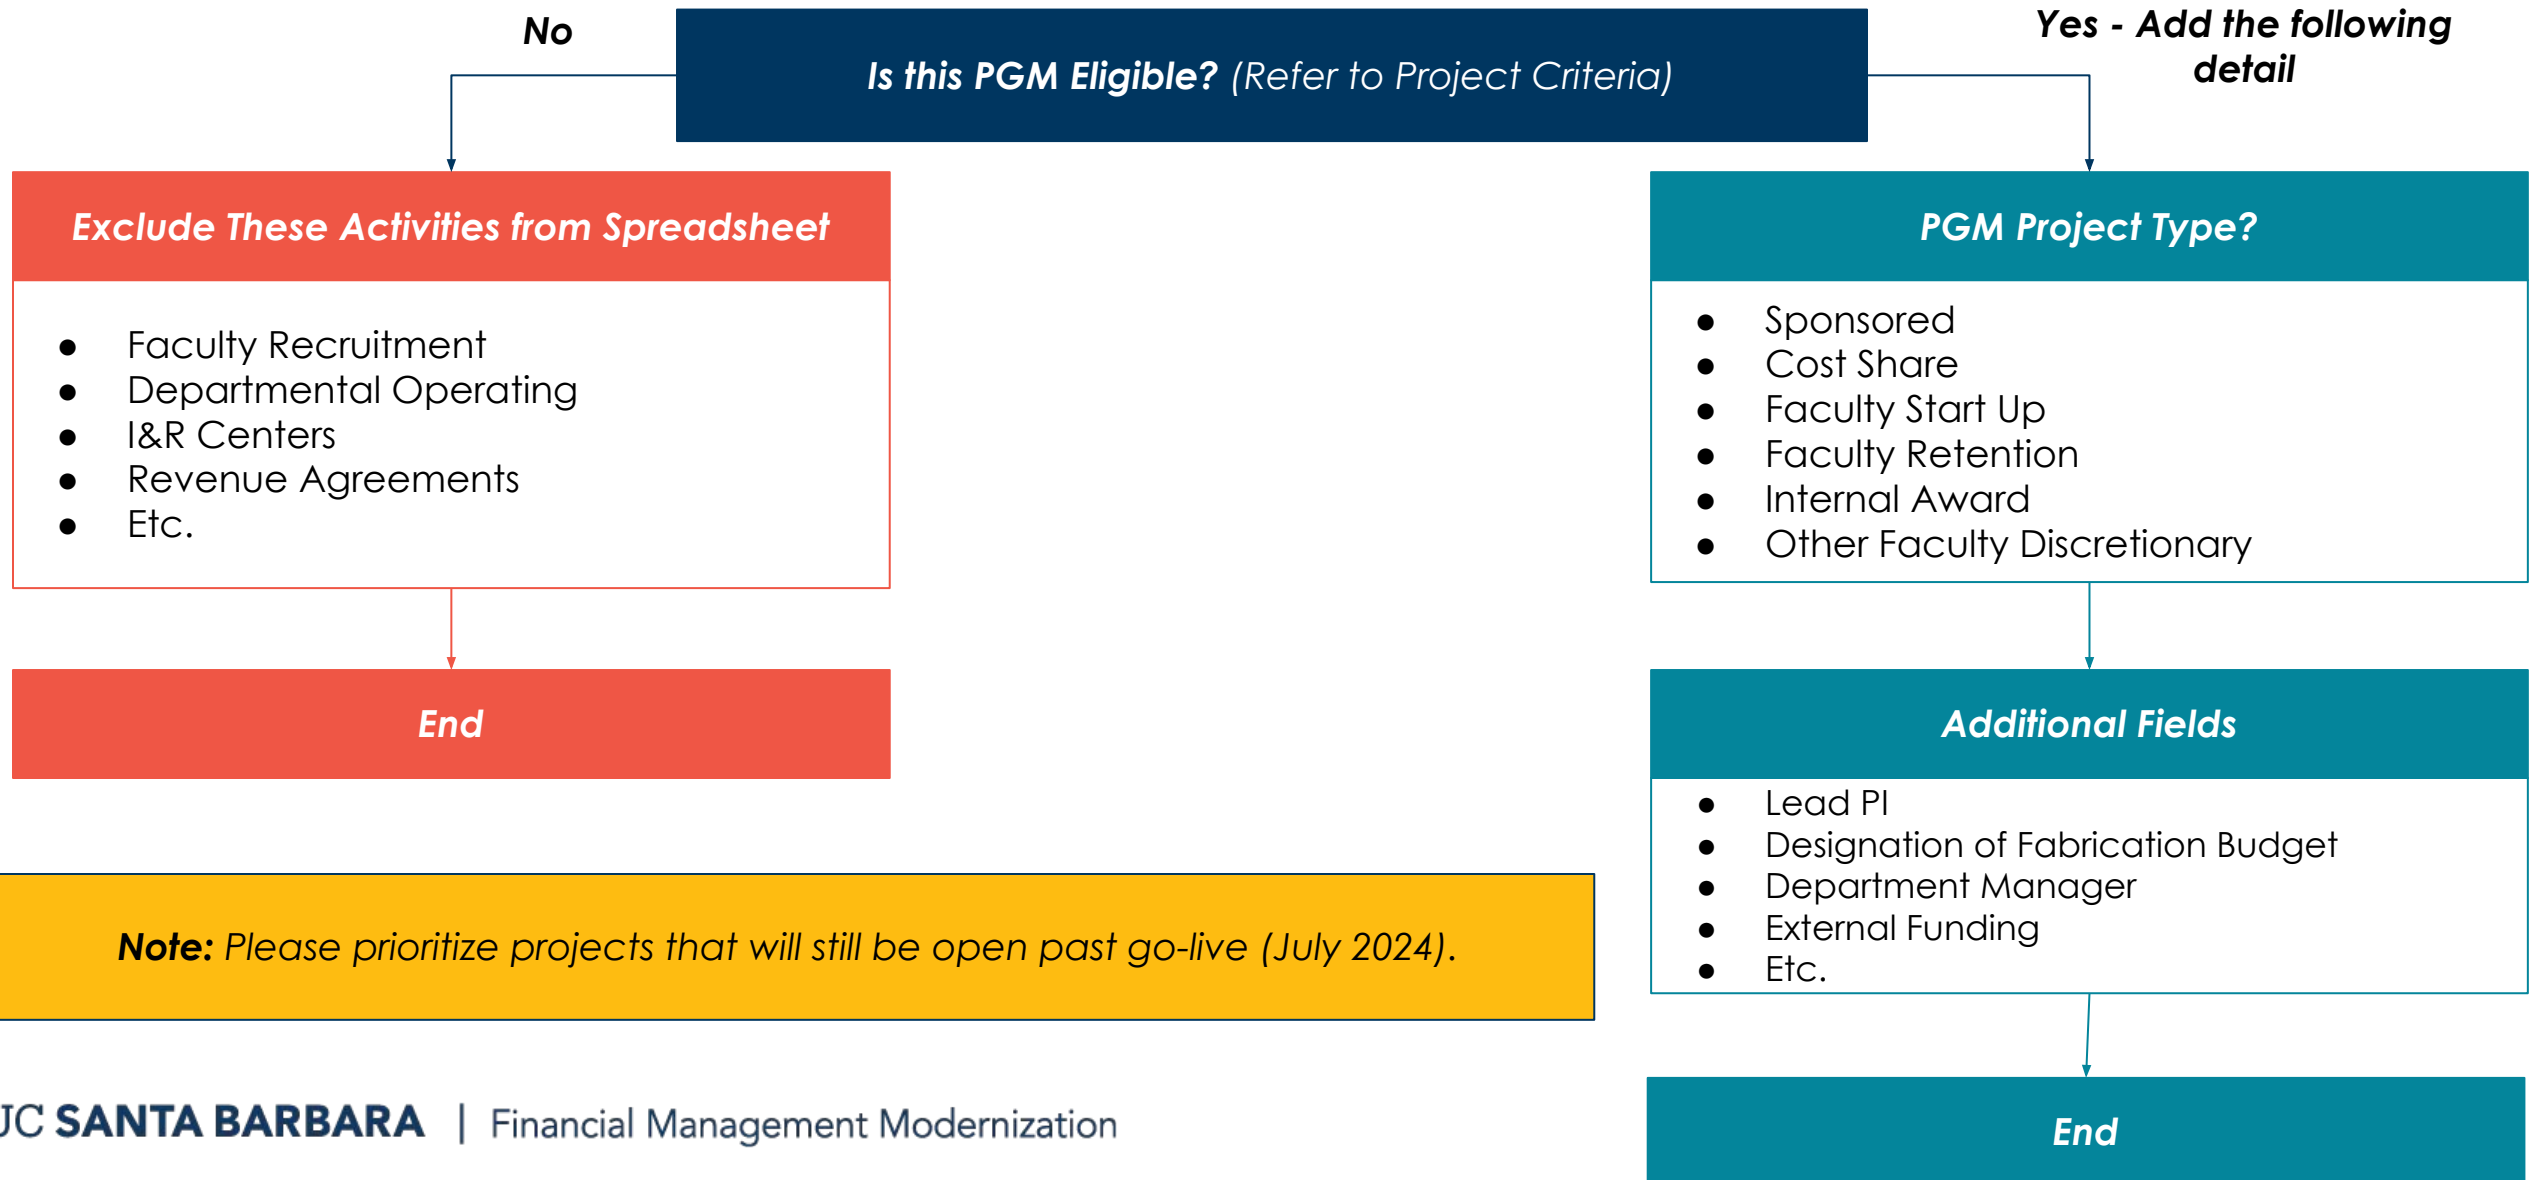 No
Is this PGM Eligible? (Refer to Project Criteria)
Yes - Add the following
detail
Exclude These Activities from Spreadsheet
● Faculty Recruitment
● Departmental Operating
● I&R Centers
● Revenue Agreements
● Etc.
End
PGM Project Type?
● Sponsored
● Cost Share
● Faculty Start Up
● Faculty Retention
● Internal Award
● Other Faculty Discretionary
Additional Fields
● Lead PI
● Designation of Fabrication Budget
● Department Manager
● External Funding
● Etc.
End
Note: Please prioritize projects that will still be open past go-live (July 2024).
UC SANTA BARBARA | Financial Management Modernization